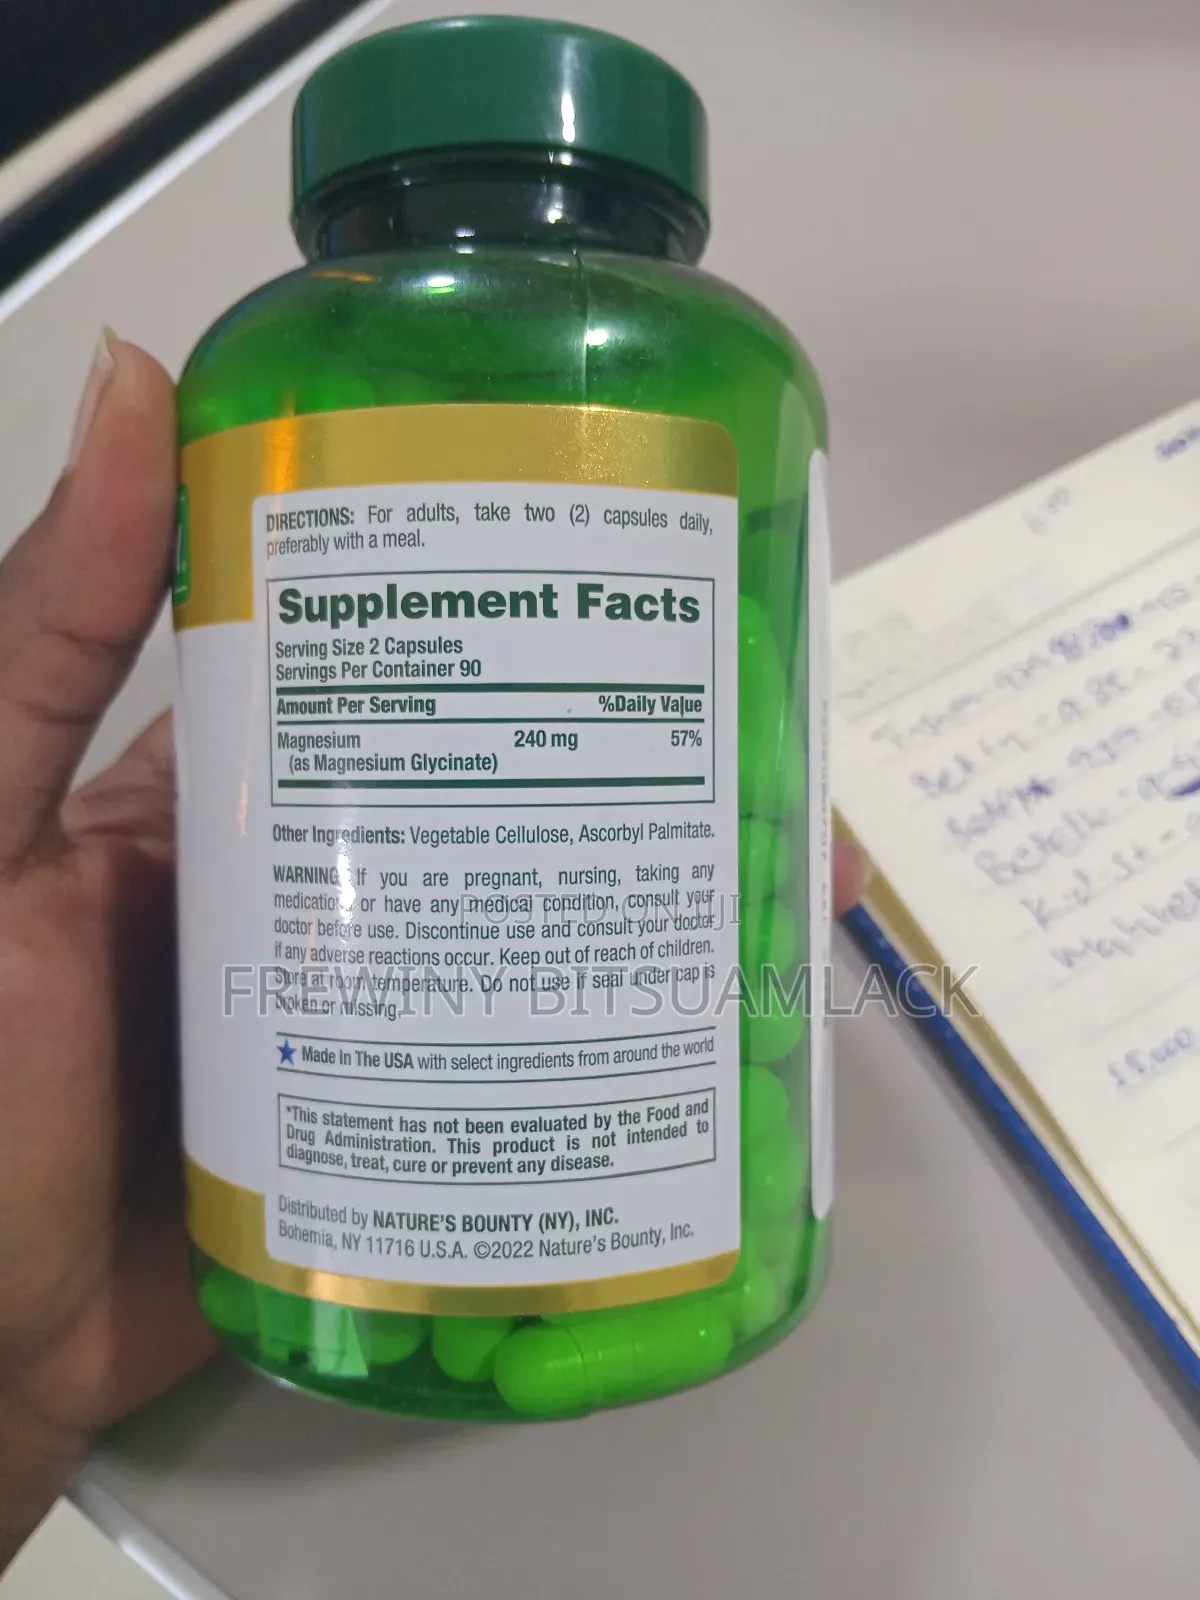 DIRECTIONS: For adults, take two (2) capsules daily,
preferably with a meal.
Supplement Facts
Serving Size 2 Capsules
Servings Per Container 90
Amount Per Serving %Daily Value
Magnesium 240 mg 57%
(as Magnesium Glycinate)
Other Ingredients: Vegetable Cellulose, Ascorbyl Palmitate.
WARNING: If you are pregnant, nursing, taking any
medication or have any medical condition, consult your
doctor before use. Discontinue use and consult your doctor
if any adverse reactions occur. Keep out of reach of children.
Store at room temperature. Do not use if seal under cap is
broken or missing.
POSTED ON JIJI
FREWINY BITSUAMLACK
Made in The USA with select ingredients from around the world
*This statement has not been evaluated by the Food and
Drug Administration. This product is not intended to
diagnose, treat, cure or prevent any disease.
Distributed by NATURE'S BOUNTY (NY), INC.
Bohemia, NY 11716 U.S.A. ©2022 Nature's Bounty, Inc.
15,000